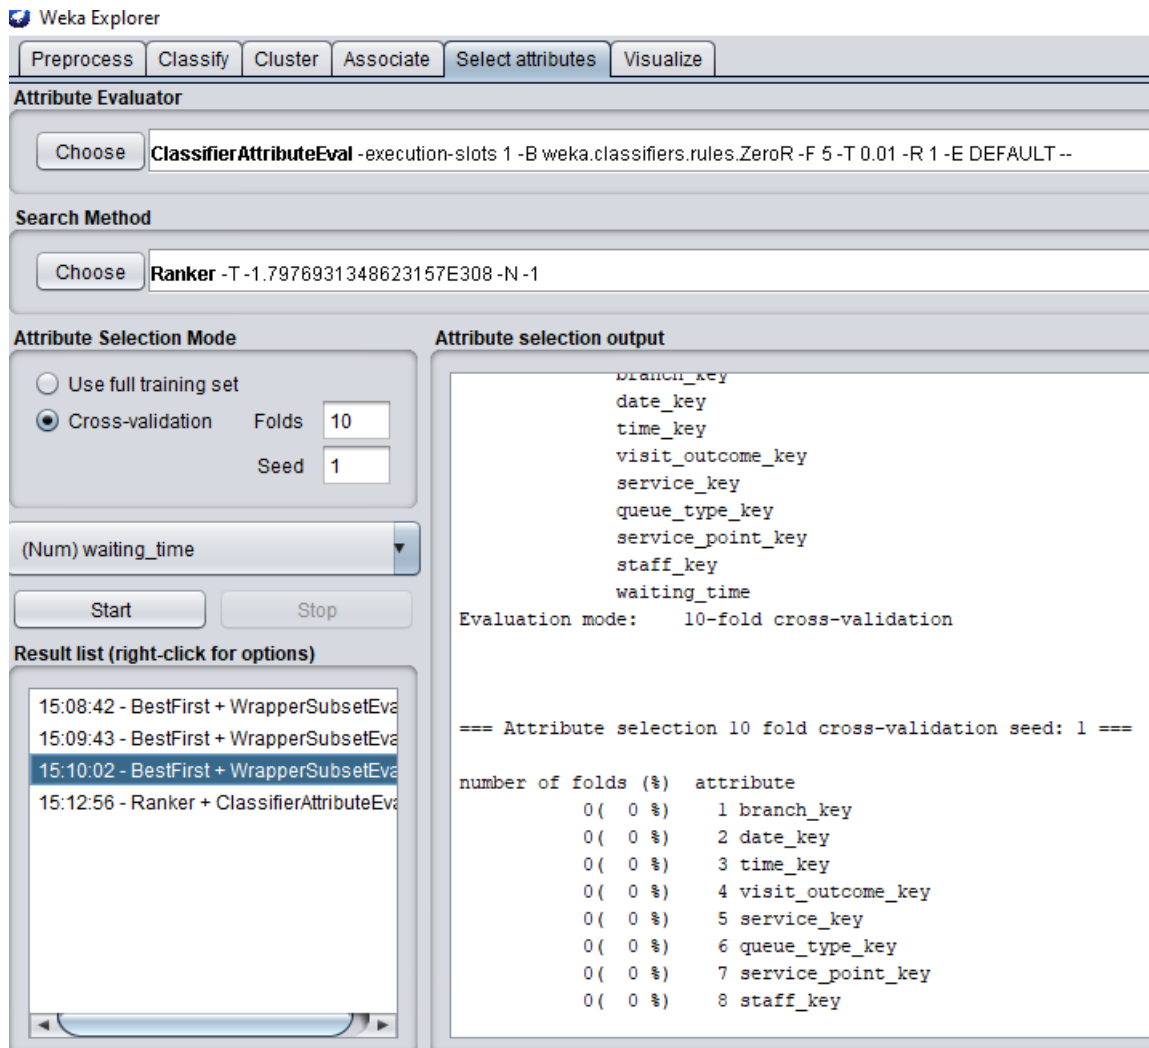 Weka Explorer
Preprocess Classify Cluster Associate Select attributes Visualize
Attribute Evaluator
Choose ClassifierAttributeEval -execution-slots 1 -B weka.classifiers.rules.ZeroR -F 5 -T 0.01 -R 1 -E DEFAULT --
Search Method
Choose Ranker -T -1.7976931348623157E308 -N -1
Attribute Selection Mode
Use full training set
Cross-validation Folds 10
Seed 1
(Num) waiting_time
Start Stop
Result list (right-click for options)
15:08:42 - BestFirst + WrapperSubsetEva
15:09:43 - BestFirst + WrapperSubsetEva
15:10:02 - BestFirst + WrapperSubsetEva
15:12:56 - Ranker + ClassifierAttributeEva
Attribute selection output
branch_key
date_key
time_key
visit_outcome_key
service_key
queue_type_key
service_point_key
staff_key
waiting_time
Evaluation mode: 10-fold cross-validation
=== Attribute selection 10 fold cross-validation seed: 1 ===
number of folds (%) attribute
0( 0 %) 1 branch_key
0( 0 %) 2 date_key
0( 0 %) 3 time_key
0( 0 %) 4 visit_outcome_key
0( 0 %) 5 service_key
0( 0 %) 6 queue_type_key
0( 0 %) 7 service_point_key
0( 0 %) 8 staff_key